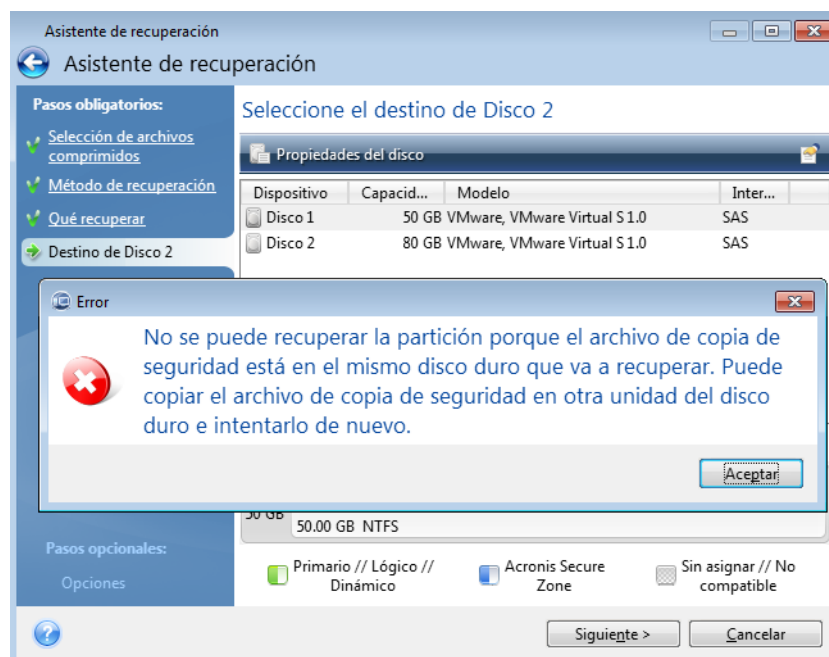 Asistente de recuperación
Asistente de recuperación
Pasos obligatorios:
Selección de archivos
comprimidos
Método de recuperación
Qué recuperar
Destino de Disco 2
Seleccione el destino de Disco 2
Propiedades del disco
Dispositivo Capacid... Modelo Inter...
Disco 1 50 GB VMware, VMware Virtual S 1.0 SAS
Disco 2 80 GB VMware, VMware Virtual S 1.0 SAS
Error
No se puede recuperar la partición porque el archivo de copia de
seguridad está en el mismo disco duro que va a recuperar. Puede
copiar el archivo de copia de seguridad en otra unidad del disco
duro e intentarlo de nuevo.
Aceptar
50 GB
50.00 GB NTFS
Pasos opcionales:
Opciones
Primario // Lógico //
Dinámico
Acronis Secure
Zone
Sin asignar // No
compatible
Siguiente >
Cancelar